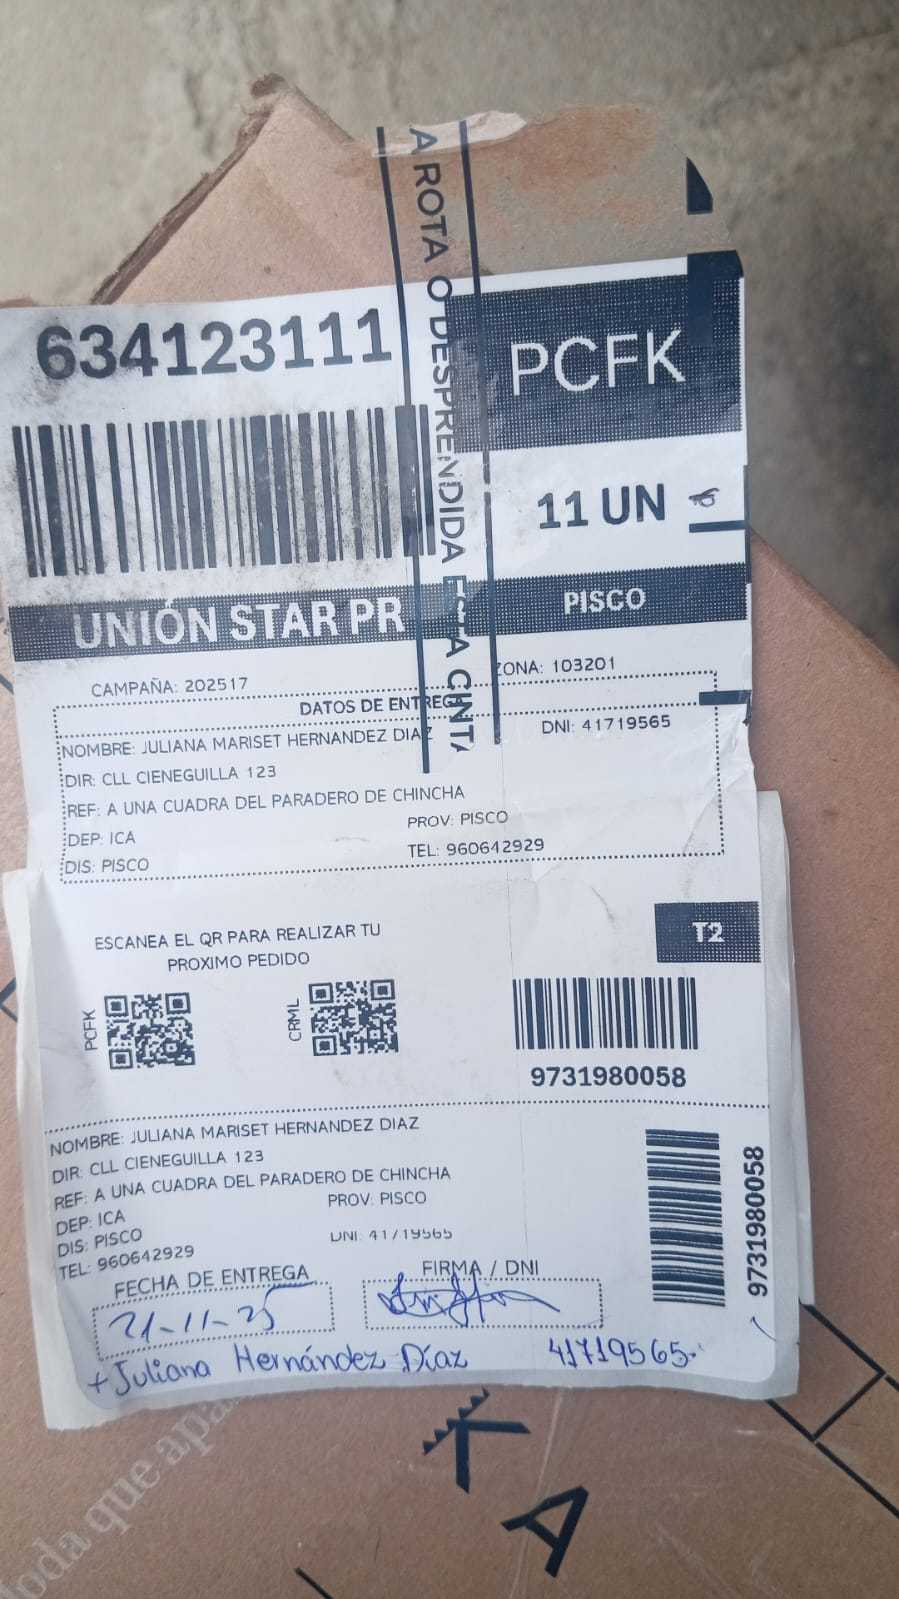 A ROTA O DESPRENDIDA ESTA CINTA
634123111
PCFK
11 UN
UNIÓN STAR PR
PISCO
CAMPAÑA: 202517
ZONA: 103201
DATOS DE ENTREGA
NOMBRE: JULIANA MARISET HERNANDEZ DIAZ
DNI: 41719565
DIR: CLL CIENEGUILLA 123
REF: A UNA CUADRA DEL PARADERO DE CHINCHA
DEP: ICA
PROV: PISCO
DIS: PISCO
TEL: 960642929
ESCANEA EL QR PARA REALIZAR TU
PROXIMO PEDIDO
T2
PCFK
CRML
9731980058
NOMBRE: JULIANA MARISET HERNANDEZ DIAZ
DIR: CLL CIENEGUILLA 123
REF: A UNA CUADRA DEL PARADERO DE CHINCHA
DEP: ICA
PROV: PISCO
DIS: PISCO
DNI: 41719565
TEL: 960642929
9731980058
FECHA DE ENTREGA
FIRMA / DNI
21-11-25
+Juliana Hernández Díaz 41719565.
K A
que